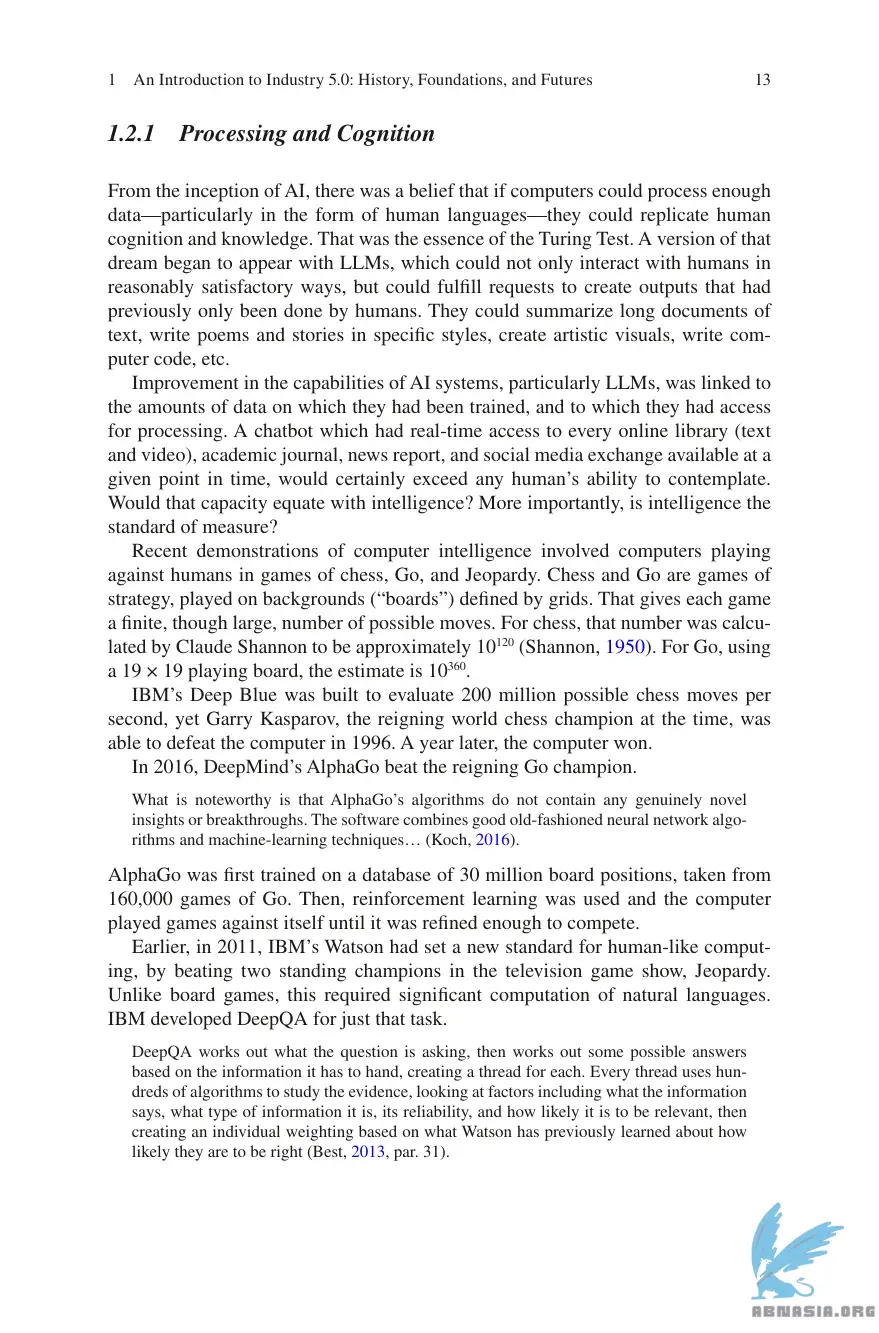 1 An Introduction to Industry 5.0: History, Foundations, and Futures 13
1.2.1 Processing and Cognition
From the inception of AI, there was a belief that if computers could process enough
data—particularly in the form of human languages—they could replicate human
cognition and knowledge. That was the essence of the Turing Test. A version of that
dream began to appear with LLMs, which could not only interact with humans in
reasonably satisfactory ways, but could fulfill requests to create outputs that had
previously only been done by humans. They could summarize long documents of
text, write poems and stories in specific styles, create artistic visuals, write com-
puter code, etc.
Improvement in the capabilities of AI systems, particularly LLMs, was linked to
the amounts of data on which they had been trained, and to which they had access
for processing. A chatbot which had real-time access to every online library (text
and video), academic journal, news report, and social media exchange available at a
given point in time, would certainly exceed any human’s ability to contemplate.
Would that capacity equate with intelligence? More importantly, is intelligence the
standard of measure?
Recent demonstrations of computer intelligence involved computers playing
against humans in games of chess, Go, and Jeopardy. Chess and Go are games of
strategy, played on backgrounds (“boards”) defined by grids. That gives each game
a finite, though large, number of possible moves. For chess, that number was calcu-
lated by Claude Shannon to be approximately 10¹²⁰ (Shannon, 1950). For Go, using
a 19 × 19 playing board, the estimate is 10³⁶⁰.
IBM’s Deep Blue was built to evaluate 200 million possible chess moves per
second, yet Garry Kasparov, the reigning world chess champion at the time, was
able to defeat the computer in 1996. A year later, the computer won.
In 2016, DeepMind’s AlphaGo beat the reigning Go champion.
What is noteworthy is that AlphaGo’s algorithms do not contain any genuinely novel
insights or breakthroughs. The software combines good old-fashioned neural network algo-
rithms and machine-learning techniques… (Koch, 2016).
AlphaGo was first trained on a database of 30 million board positions, taken from
160,000 games of Go. Then, reinforcement learning was used and the computer
played games against itself until it was refined enough to compete.
Earlier, in 2011, IBM’s Watson had set a new standard for human-like comput-
ing, by beating two standing champions in the television game show, Jeopardy.
Unlike board games, this required significant computation of natural languages.
IBM developed DeepQA for just that task.
DeepQA works out what the question is asking, then works out some possible answers
based on the information it has to hand, creating a thread for each. Every thread uses hun-
dreds of algorithms to study the evidence, looking at factors including what the information
says, what type of information it is, its reliability, and how likely it is to be relevant, then
creating an individual weighting based on what Watson has previously learned about how
likely they are to be right (Best, 2013, par. 31).
ABNASIA.ORG